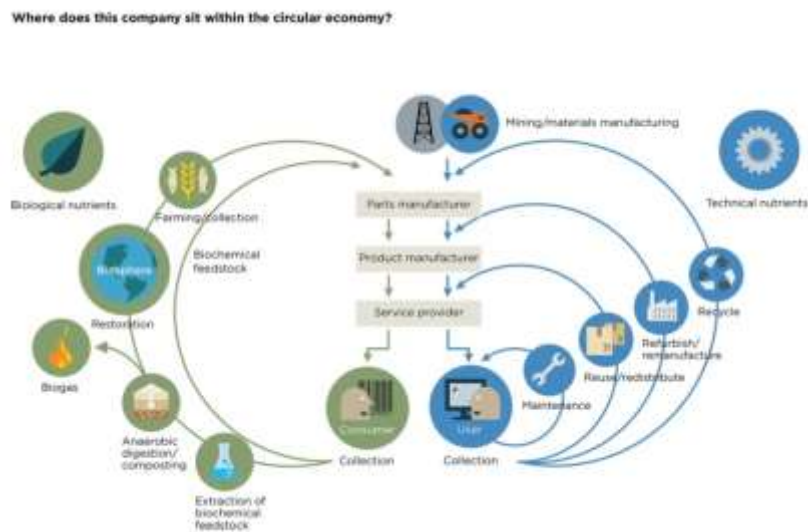 Where does this company sit within the circular economy?
Mining/materials manufacturing
Biological nutrients
Technical nutrients
Farming/collection
Parts manufacturer
Biochemical
feedstock
Biosphere
Product manufacturer
Restoration
Service provider
Recycle
Refurbish/
remanufacture
Biogas
Reuse/redistribute
Maintenance
Consumer
User
Anaerobic
digestion/
composting
Collection
Collection
Extraction of
biochemical
feedstock